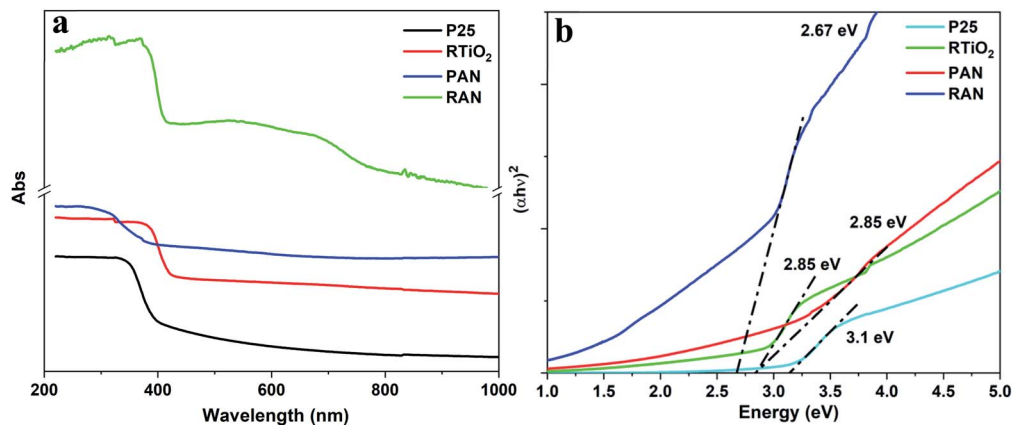 a
P25
RTiO₂
PAN
RAN
Abs
200
400
600
800
1000
Wavelength (nm)
b
2.67 eV
P25
RTiO₂
PAN
RAN
(αhν)²
2.85 eV
2.85 eV
3.1 eV
1.0
1.5
2.0
2.5
3.0
3.5
4.0
4.5
5.0
Energy (eV)